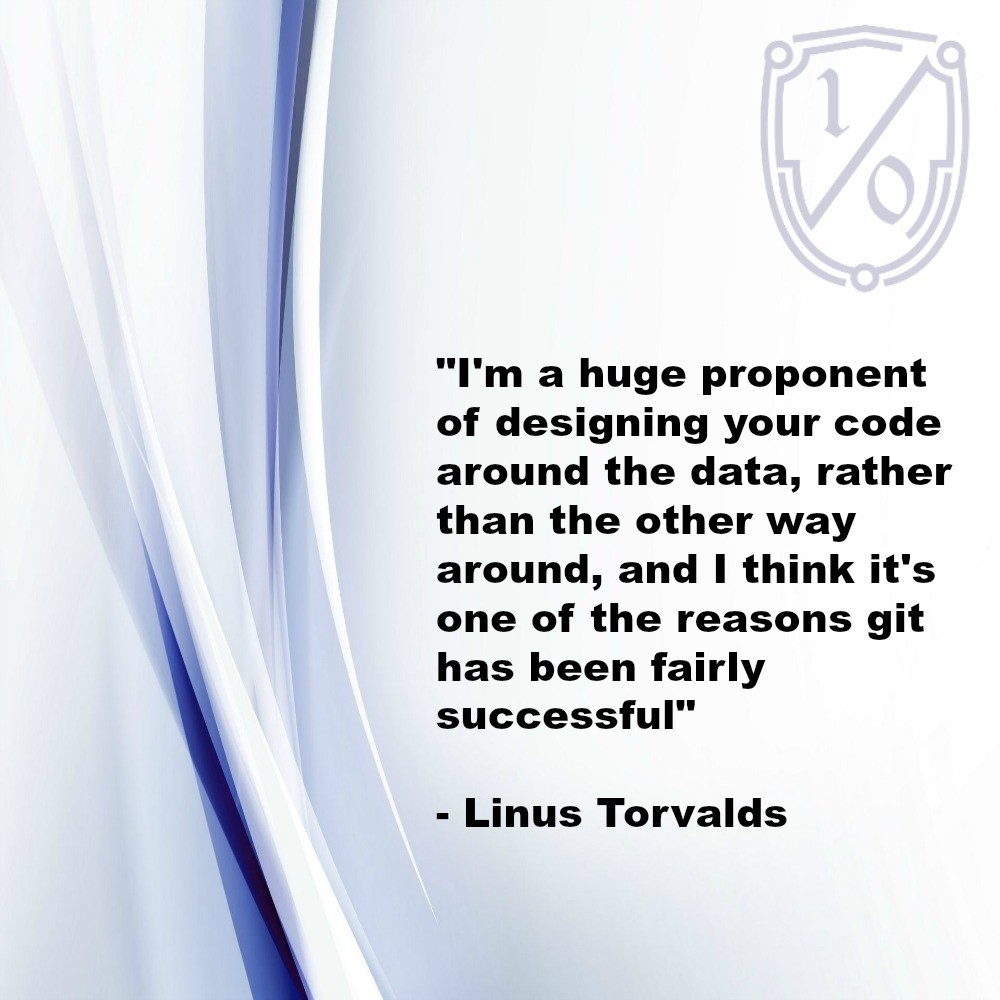 1/0
"I'm a huge proponent
of designing your code
around the data, rather
than the other way
around, and I think it's
one of the reasons git
has been fairly
successful"
- Linus Torvalds